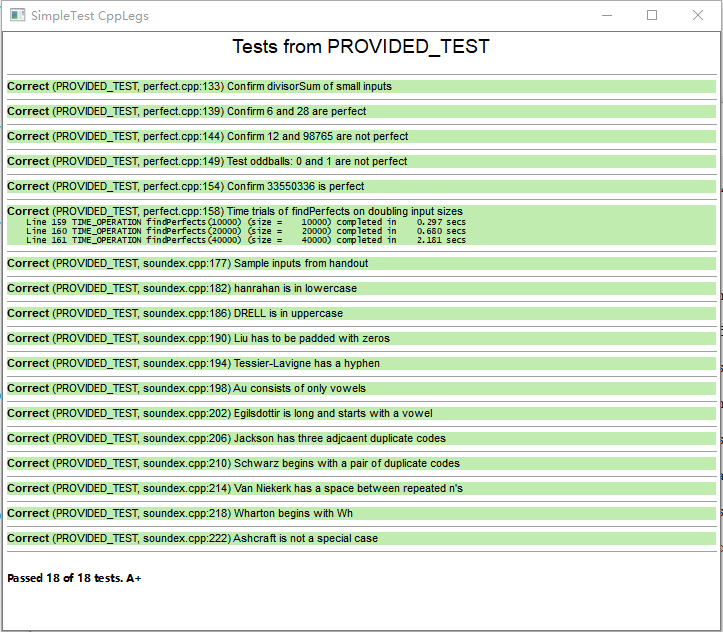 SimpleTest CppLegs
Tests from PROVIDED_TEST
Correct (PROVIDED_TEST, perfect.cpp:133) Confirm divisorSum of small inputs
Correct (PROVIDED_TEST, perfect.cpp:139) Confirm 6 and 28 are perfect
Correct (PROVIDED_TEST, perfect.cpp:144) Confirm 12 and 98765 are not perfect
Correct (PROVIDED_TEST, perfect.cpp:149) Test oddballs: 0 and 1 are not perfect
Correct (PROVIDED_TEST, perfect.cpp:154) Confirm 33550336 is perfect
Correct (PROVIDED_TEST, perfect.cpp:158) Time trials of findPerfects on doubling input sizes
Line 159 TIME_OPERATION findPerfects(10000) (size =    10000) completed in    0.297 secs
Line 160 TIME_OPERATION findPerfects(20000) (size =    20000) completed in    0.680 secs
Line 161 TIME_OPERATION findPerfects(40000) (size =    40000) completed in    2.181 secs
Correct (PROVIDED_TEST, soundex.cpp:177) Sample inputs from handout
Correct (PROVIDED_TEST, soundex.cpp:182) hanrahan is in lowercase
Correct (PROVIDED_TEST, soundex.cpp:186) DRELL is in uppercase
Correct (PROVIDED_TEST, soundex.cpp:190) Liu has to be padded with zeros
Correct (PROVIDED_TEST, soundex.cpp:194) Tessier-Lavigne has a hyphen
Correct (PROVIDED_TEST, soundex.cpp:198) Au consists of only vowels
Correct (PROVIDED_TEST, soundex.cpp:202) Egilsdottir is long and starts with a vowel
Correct (PROVIDED_TEST, soundex.cpp:206) Jackson has three adjcaent duplicate codes
Correct (PROVIDED_TEST, soundex.cpp:210) Schwarz begins with a pair of duplicate codes
Correct (PROVIDED_TEST, soundex.cpp:214) Van Niekerk has a space between repeated n's
Correct (PROVIDED_TEST, soundex.cpp:218) Wharton begins with Wh
Correct (PROVIDED_TEST, soundex.cpp:222) Ashcraft is not a special case
Passed 18 of 18 tests. A+